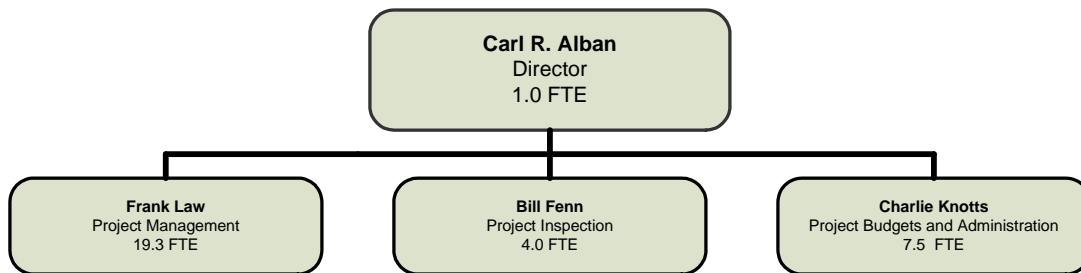 Carl R. Alban
Director
1.0 FTE
Frank Law
Project Management
19.3 FTE
Bill Fenn
Project Inspection
4.0 FTE
Charlie Knotts
Project Budgets and Administration
7.5 FTE